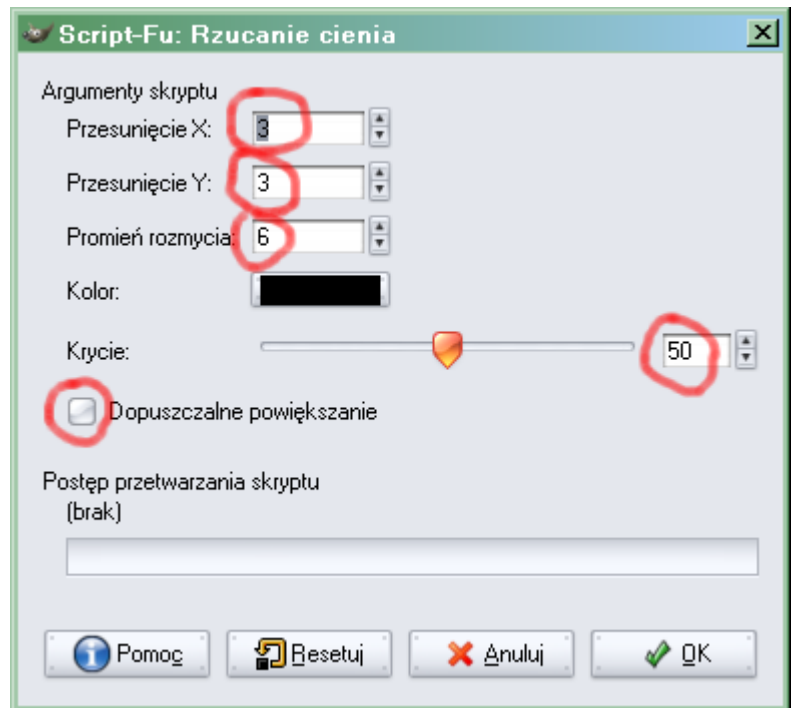 Script-Fu: Rzucanie cienia
Argumenty skryptu
Przesunięcie X: 3
Przesunięcie Y: 3
Promień rozmycia: 6
Kolor:
Krycie: 50
Dopuszczalne powiększanie
Postęp przetwarzania skryptu
(brak)
Pomoc Resetuj Anuluj OK